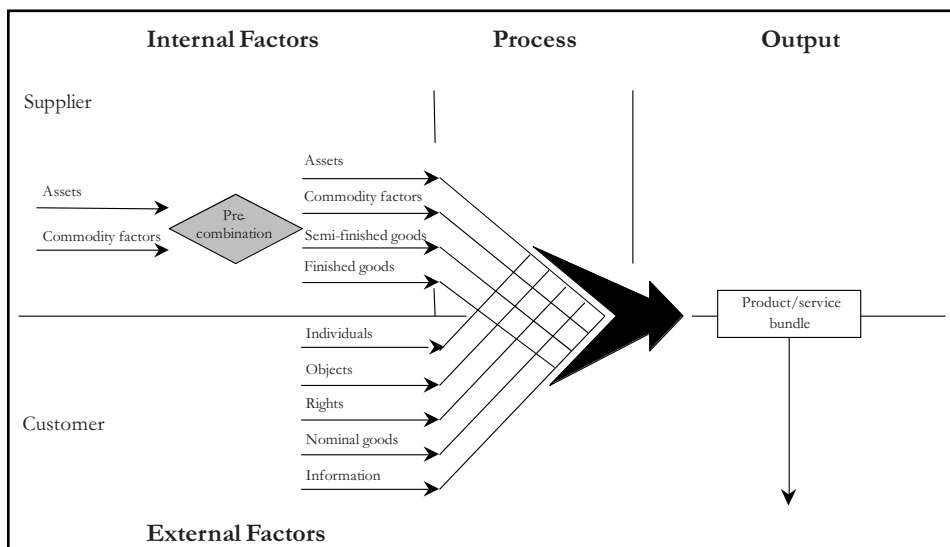 Internal Factors
Process
Output
Supplier
Assets
Commodity factors
Pre-
combination
Assets
Commodity factors
Semi-finished goods
Finished goods
Product/service
bundle
Individuals
Objects
Rights
Nominal goods
Information
Customer
External Factors